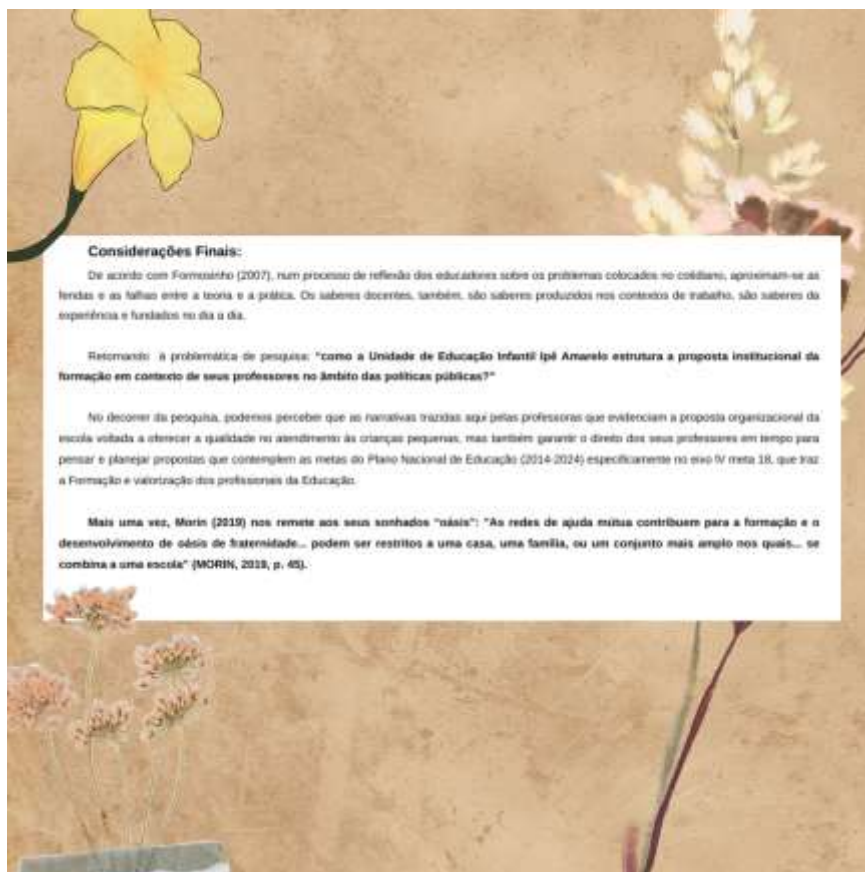 Considerações Finais:
De acordo com Formosinho (2007), num processo de reflexão dos educadores sobre os problemas colocados no cotidiano, aproximam-se as
fendas e as falhas entre a teoria e a prática. Os saberes docentes, também, são saberes produzidos nos contextos de trabalho, são saberes da
experiência e fundados no dia a dia.
Retomando a problemática de pesquisa: "como a Unidade de Educação Infantil Ipê Amarelo estrutura a proposta institucional da
formação em contexto de seus professores no âmbito das políticas públicas?"
No decorrer da pesquisa, podemos perceber que as narrativas trazidas aqui pelas professoras que evidenciam a proposta organizacional da
escola voltada a oferecer a qualidade no atendimento às crianças pequenas, mas também garantir o direito dos seus professores em tempo para
pensar e planejar propostas que contemplem as metas do Plano Nacional de Educação (2014-2024) especificamente no eixo IV meta 18, que traz
a Formação e valorização dos profissionais da Educação.
Mais uma vez, Morin (2019) nos remete aos seus sonhados "oásis": "As redes de ajuda mútua contribuem para a formação e o
desenvolvimento de oásis de fraternidade... podem ser restritos a uma casa, uma família, ou um conjunto mais amplo nos quais... se
combina a uma escola" (MORIN, 2019, p. 45).